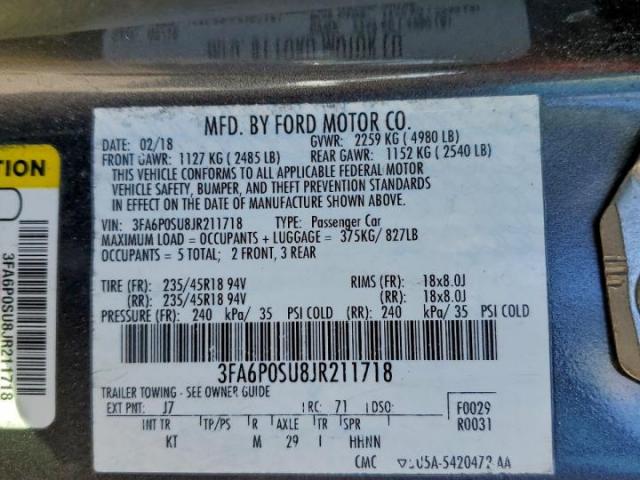 MFD. BY FORD MOTOR CO.
DATE: 02/18 GVWR: 2259 KG ( 4980 LB)
FRONT GAWR: 1127 KG ( 2485 LB) REAR GAWR: 1152 KG ( 2540 LB)
THIS VEHICLE CONFORMS TO ALL APPLICABLE FEDERAL MOTOR
VEHICLE SAFETY, BUMPER, AND THEFT PREVENTION STANDARDS
IN EFFECT ON THE DATE OF MANUFACTURE SHOWN ABOVE.
VIN: 3FA6P0SU8JR211718 TYPE: Passenger Car
MAXIMUM LOAD = OCCUPANTS + LUGGAGE = 375KG/ 827LB
OCCUPANTS = 5 TOTAL; 2 FRONT, 3 REAR
TIRE (FR): 235/45R18 94V RIMS (FR): 18x8.0J
(RR): 235/45R18 94V (RR): 18x8.0J
PRESSURE (FR): 240 kPa/ 35 PSI COLD (RR): 240 kPa/ 35 PSI COLD
3FA6P0SU8JR211718
TRAILER TOWING - SEE OWNER GUIDE
EXT PNT: J7 RC: 71 DSO: F0029
INT TR TP/PS R AXLE TR SPR R0031
KT M 29 I HHNN
CMC 5A-5420472 AA
TION
3FA6P0SU8JR211718